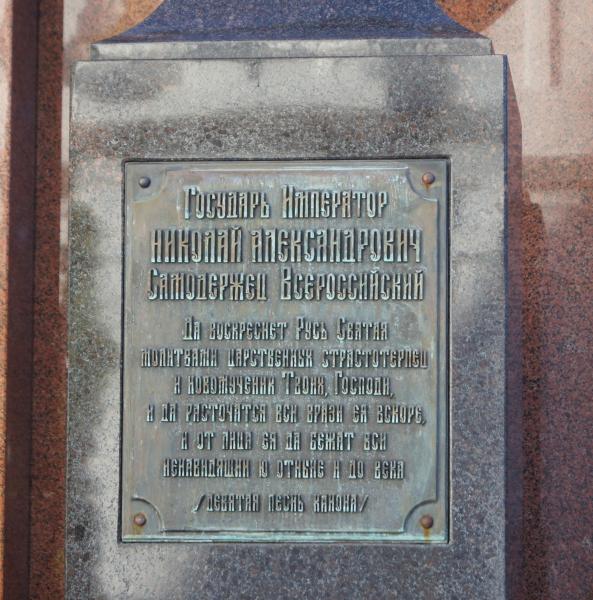 Государь Император
Николай Александрович
Самодержец Всероссийский
Да воскреснет Русь Святая
молитвами царственных страстотерпец
и новомученик Твоих, Господи,
и да расточатся вси врази ея вскоре,
и от лица ея да бежат вси
ненавидящии ю отныне и до века
/девятая песнь канона/